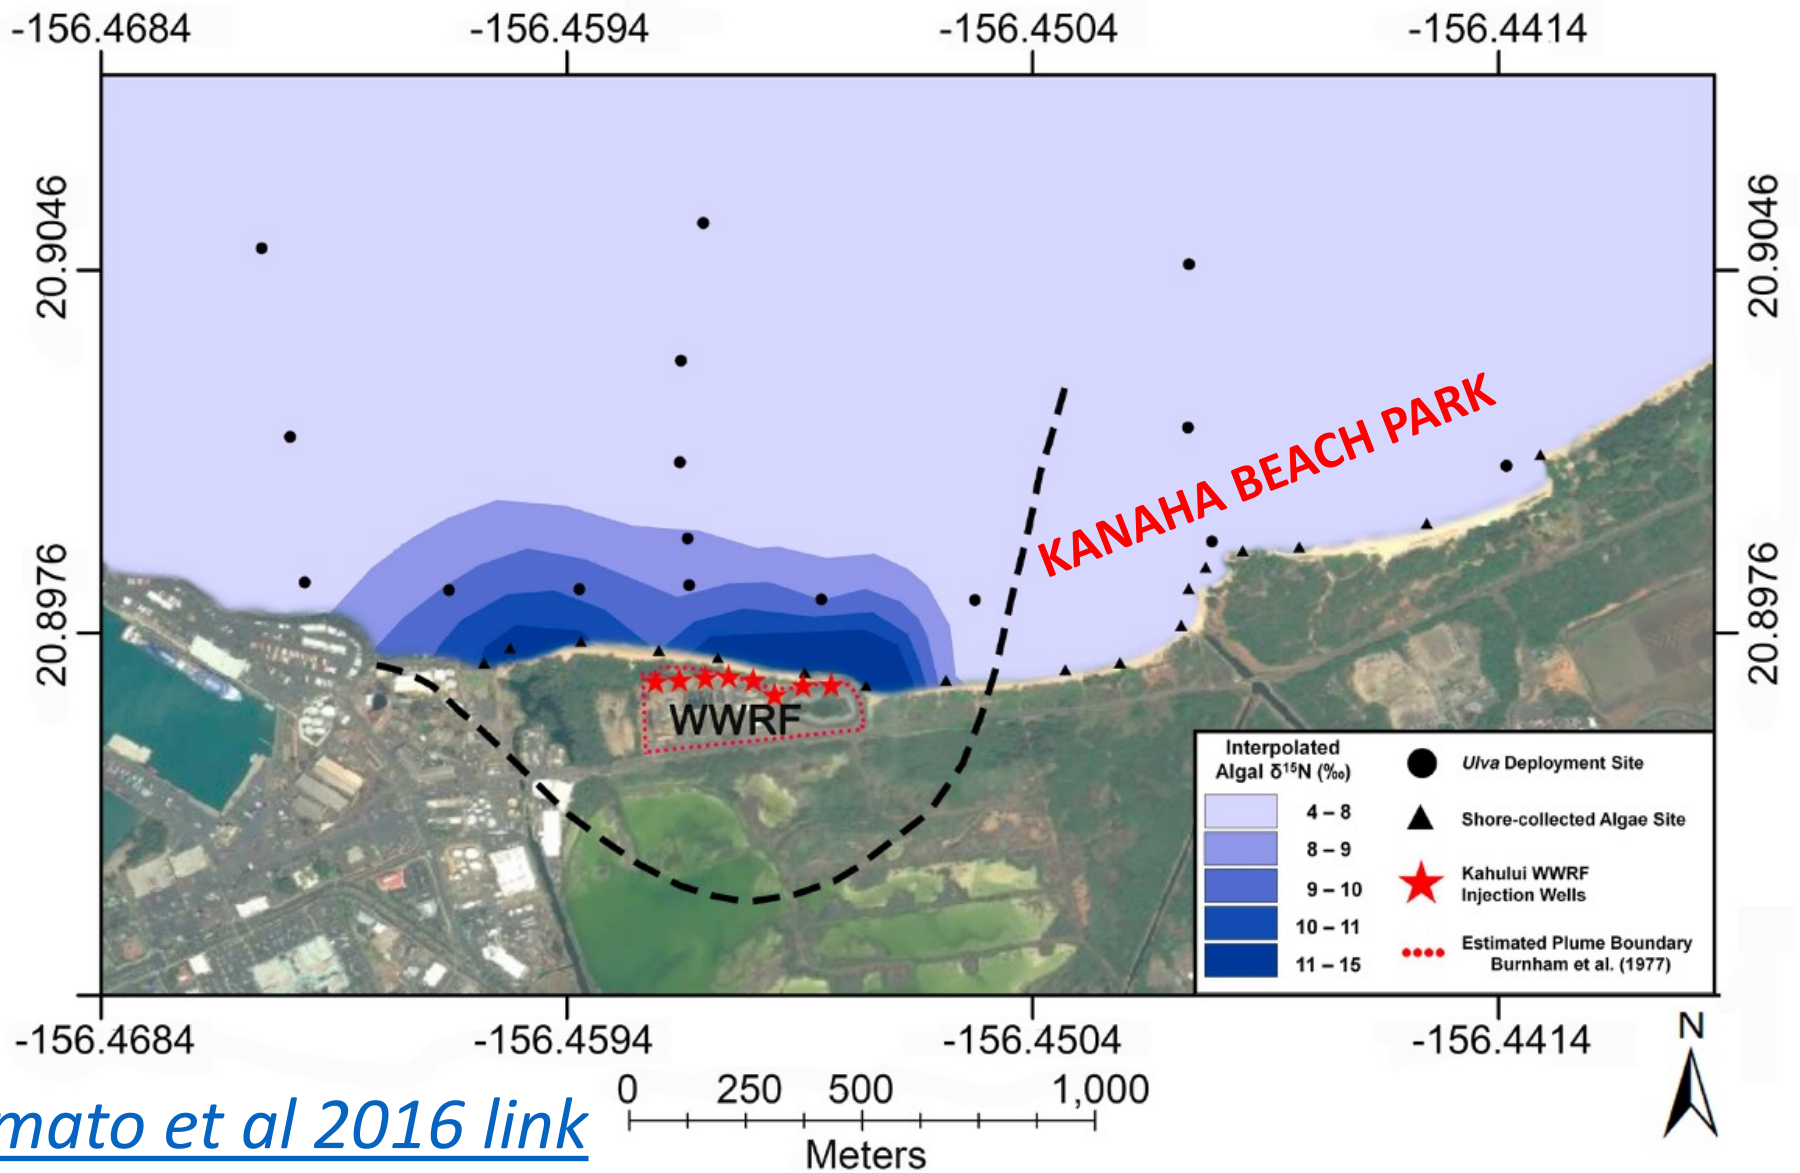 -156.4684 -156.4594 -156.4504 -156.4414
20.9046
20.9046
20.8976
20.8976
KANAHA BEACH PARK
WWRF
Interpolated
Algal δ¹⁵N (‰)
4 – 8
8 – 9
9 – 10
10 – 11
11 – 15
Ulva Deployment Site
Shore-collected Algae Site
Kahului WWRF
Injection Wells
Estimated Plume Boundary
Burnham et al. (1977)
-156.4684 -156.4594 -156.4504 -156.4414
N
0 250 500 1,000
Meters
mato et al 2016 link